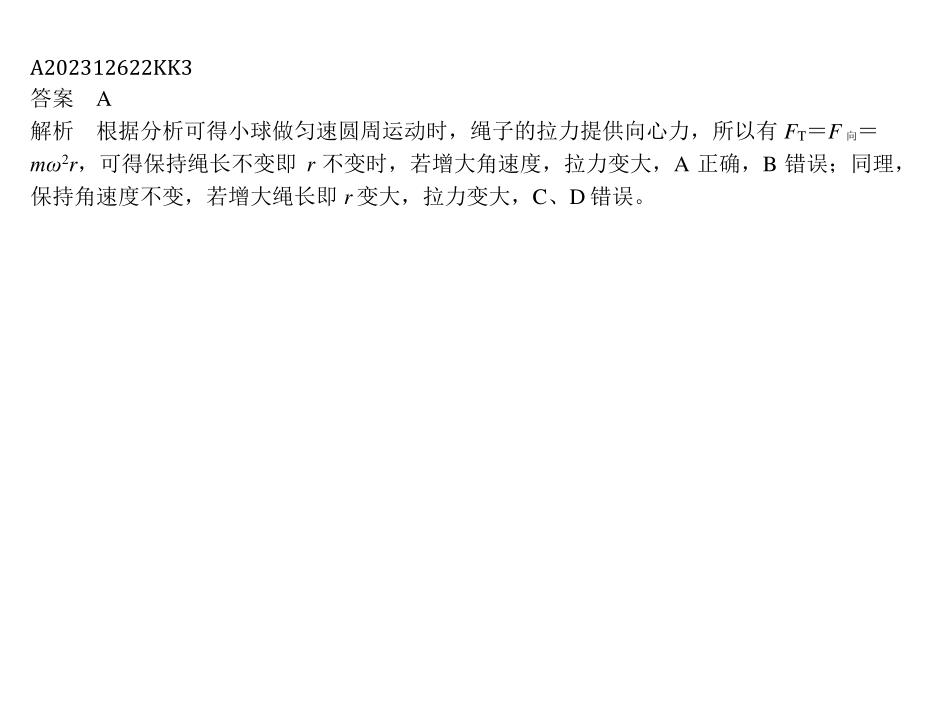 A202312622KK3
答案 A
解析 根据分析可得小球做匀速圆周运动时，绳子的拉力提供向心力，所以有 F_T＝F向＝
mω²r，可得保持绳长不变即 r 不变时，若增大角速度，拉力变大，A 正确，B 错误；同理，
保持角速度不变，若增大绳长即 r 变大，拉力变大，C、D 错误。